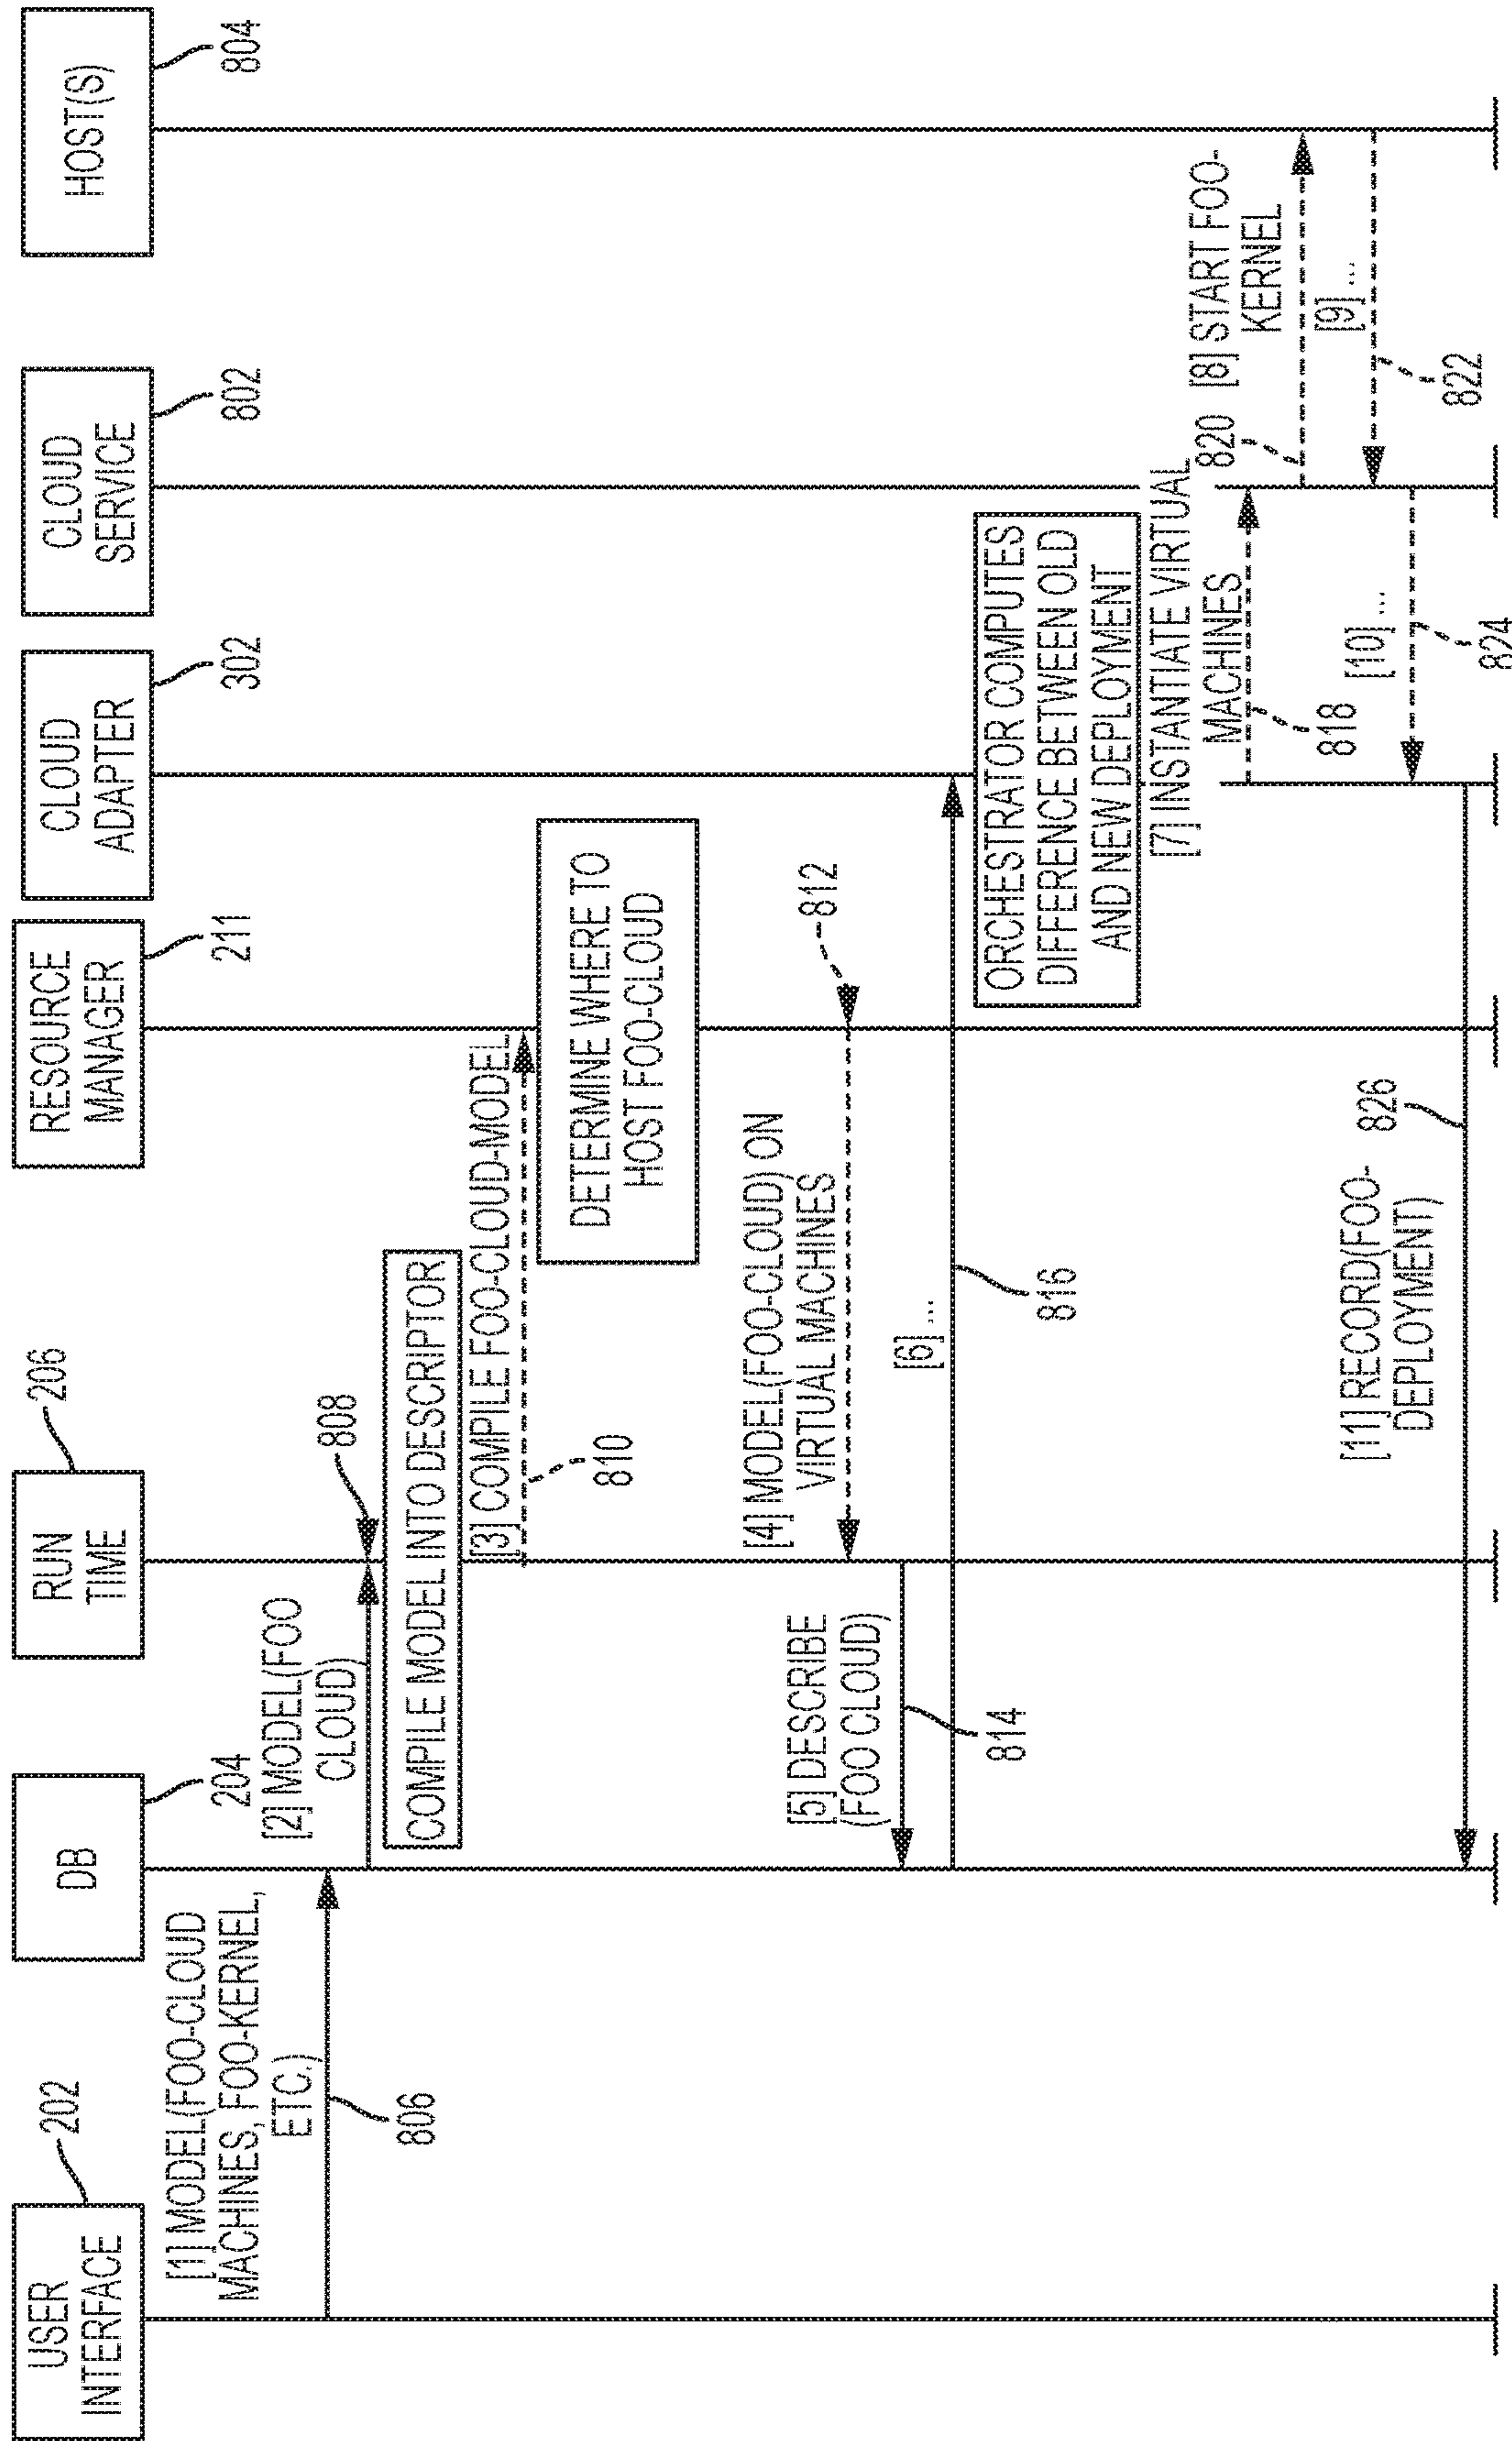 USER
INTERFACE
202
DB
204
RUN
TIME
206
RESOURCE
MANAGER
211
CLOUD
ADAPTER
302
CLOUD
SERVICE
802
HOST(S)
804
[1] MODEL(FOO-CLOUD
MACHINES, FOO-KERNEL,
ETC.)
806
[2] MODEL(FOO
CLOUD)
808
COMPILE MODEL INTO DESCRIPTOR
[3] COMPILE FOO-CLOUD-MODEL
810
DETERMINE WHERE TO
HOST FOO-CLOUD
[4] MODEL(FOO-CLOUD) ON
VIRTUAL MACHINES
812
[5] DESCRIBE
(FOO CLOUD)
814
[6] ...
816
ORCHESTRATOR COMPUTES
DIFFERENCE BETWEEN OLD
AND NEW DEPLOYMENT
[7] INSTANTIATE VIRTUAL
MACHINES
818
820
[8] START FOO-
KERNEL
[9] ...
822
[10] ...
824
[11] RECORD(FOO-
DEPLOYMENT)
826